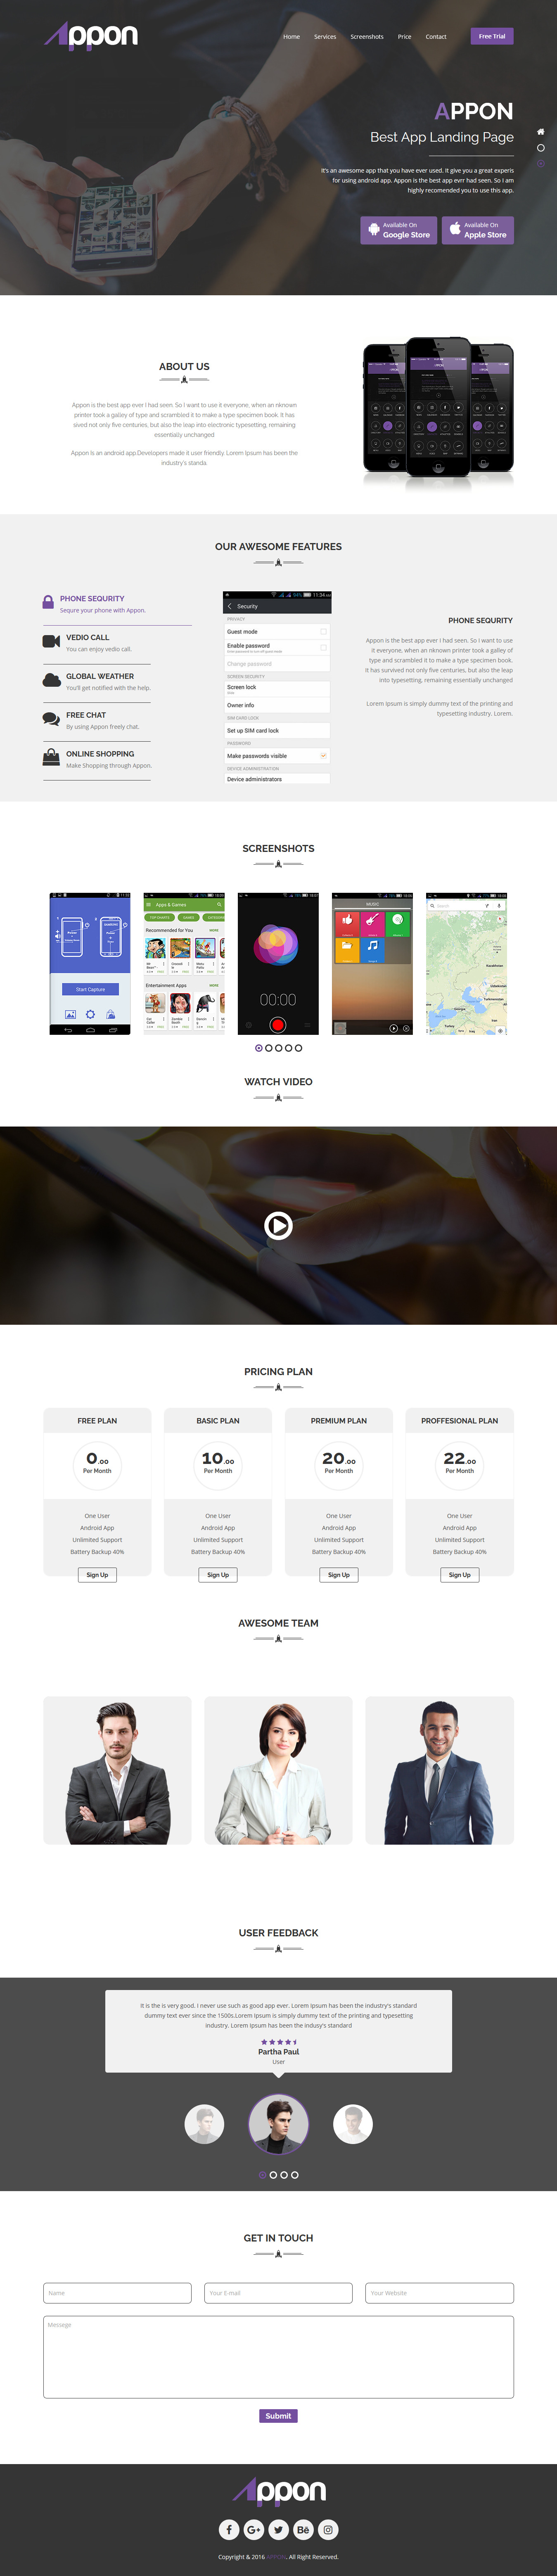 Appon
Home Services Screenshots Price Contact Free Trial
APPON
Best App Landing Page
It's an awesome app that you have ever used. It give you a great experis
for using android app. Appon is the best app evrr had seen. So I am
highly recomended you to use this app.
Available On
Google Store
Available On
Apple Store
ABOUT US
Appon is the best app ever I had seen. So I want to use it everyone, when an nknown
printer took a galley of type and scrambled it to make a type specimen book. It has
sived not only five centuries, but also the leap into electronic typesetting, remaining
essentially unchanged
Appon Is an android app.Developers made it user friendly. Lorem Ipsum has been the
industry's standa.
OUR AWESOME FEATURES
PHONE SEQURITY
Sequre your phone with Appon.
VEDIO CALL
You can enjoy vedio call.
GLOBAL WEATHER
You'll get notified with the help.
FREE CHAT
By using Appon freely chat.
ONLINE SHOPPING
Make Shopping through Appon.
94% 11:36 AM
Security
PRIVACY
Guest mode
Enable password
Change password
SCREEN SECURITY
Screen lock
Owner info
SIM CARD LOCK
Set up SIM card lock
PASSWORD
Make passwords visible
DEVICE ADMINISTRATION
Device administrators
PHONE SEQURITY
Appon is the best app ever I had seen. So I want to use
it everyone, when an nknown printer took a galley of
type and scrambled it to make a type specimen book.
It has survived not only five centuries, but also the leap
into typesetting, remaining essentially unchanged
Lorem Ipsum is simply dummy text of the printing and
typesetting industry. Lorem.
SCREENSHOTS
Start Capture
Apps & Games
TOP CHARTS GAMES
Recommended for You MORE
Entertainment Apps MORE
00:00
MUSIC
Search
Kazakhstan
Uzbekistan
Turkmenistan
Turkey
Iraq
Iran
WATCH VIDEO
PRICING PLAN
FREE PLAN
0.00
Per Month
One User
Android App
Unlimited Support
Battery Backup 40%
Sign Up
BASIC PLAN
10.00
Per Month
One User
Android App
Unlimited Support
Battery Backup 40%
Sign Up
PREMIUM PLAN
20.00
Per Month
One User
Android App
Unlimited Support
Battery Backup 40%
Sign Up
PROFFESIONAL PLAN
22.00
Per Month
One User
Android App
Unlimited Support
Battery Backup 40%
Sign Up
AWESOME TEAM
USER FEEDBACK
It is the is very good. I never use such as good app ever. Lorem Ipsum has been the industry's standard
dummy text ever since the 1500s.Lorem Ipsum is simply dummy text of the printing and typesetting
industry. Lorem Ipsum has been the indusy's standard
Partha Paul
User
GET IN TOUCH
Name
Your E-mail
Your Website
Messege
Submit
Appon
f G+ Bē
Copyright & 2016 APPON. All Right Reserved.